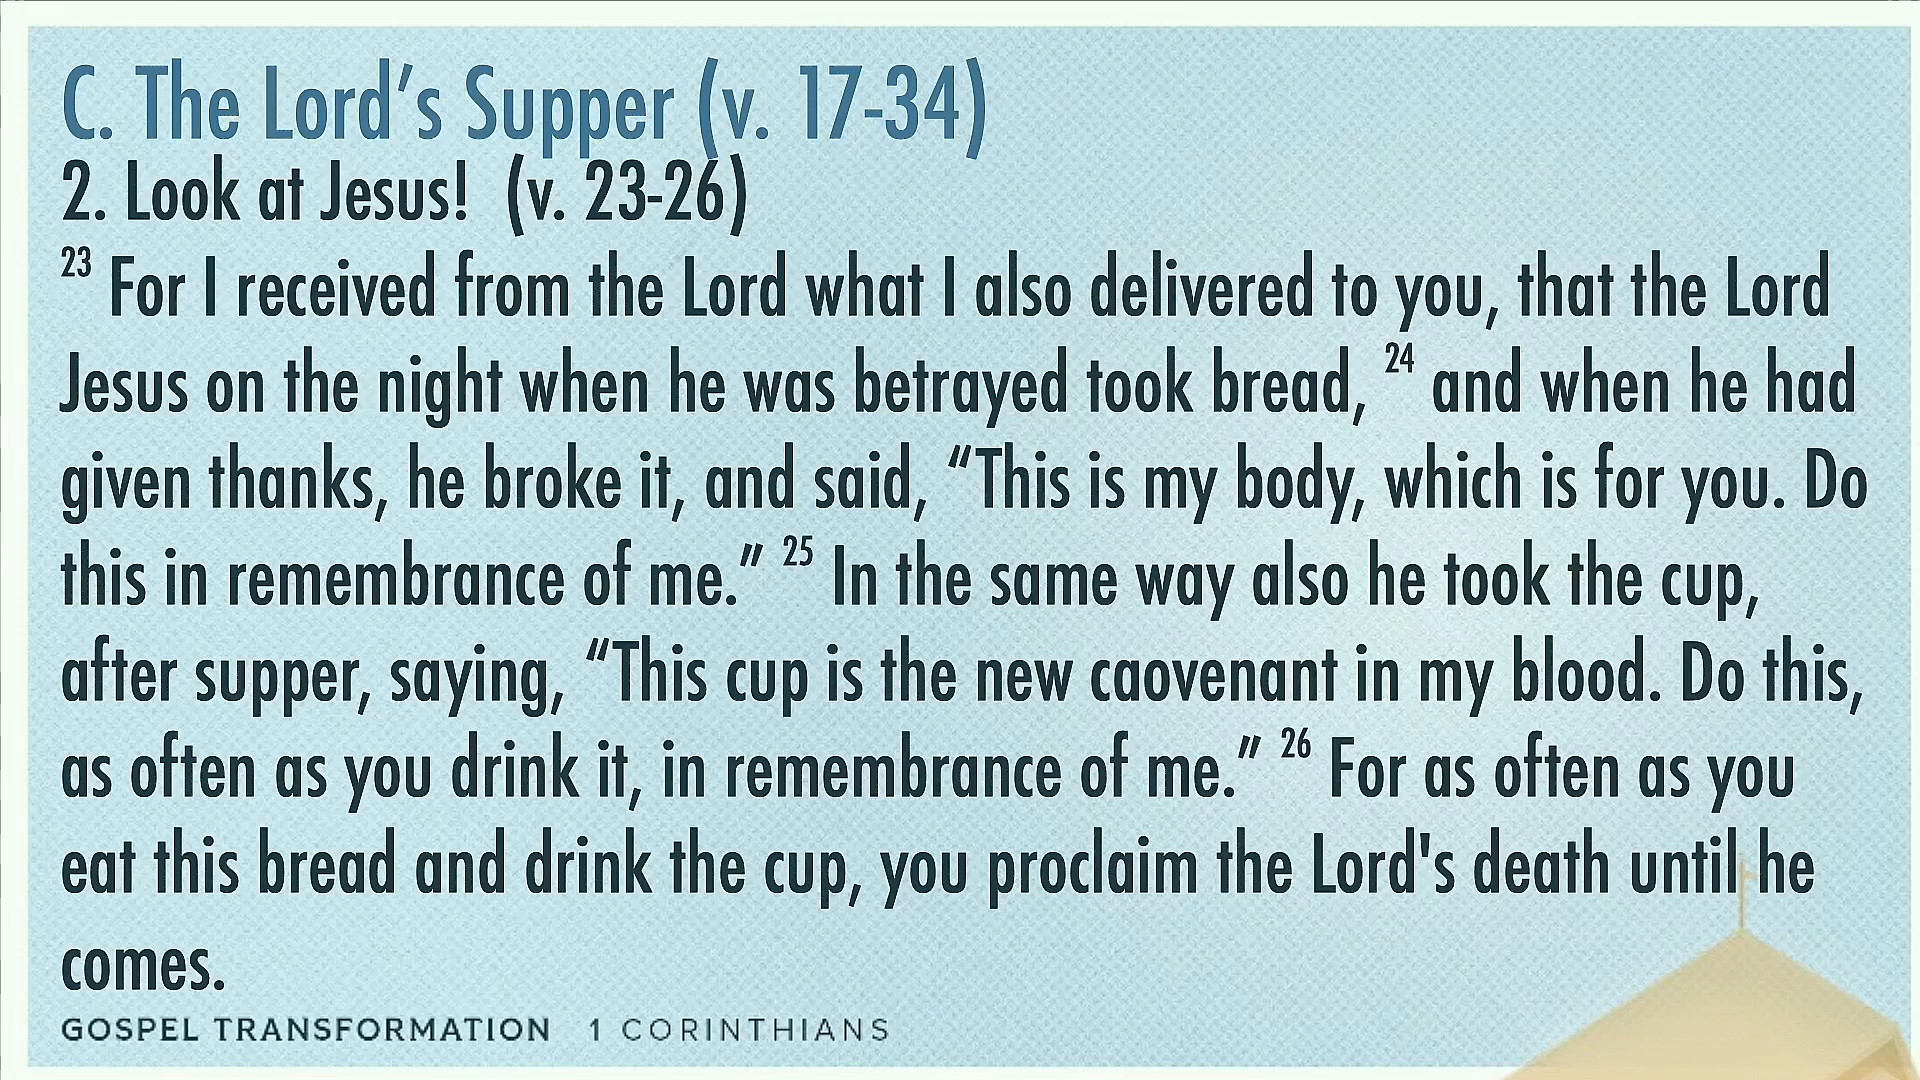 C. The Lord’s Supper (v. 17-34)
2. Look at Jesus!  (v. 23-26)
23 For I received from the Lord what I also delivered to you, that the Lord
Jesus on the night when he was betrayed took bread, 24 and when he had
given thanks, he broke it, and said, “This is my body, which is for you. Do
this in remembrance of me.” 25 In the same way also he took the cup,
after supper, saying, “This cup is the new caovenant in my blood. Do this,
as often as you drink it, in remembrance of me.” 26 For as often as you
eat this bread and drink the cup, you proclaim the Lord's death until he
comes.
GOSPEL TRANSFORMATION 1 CORINTHIANS